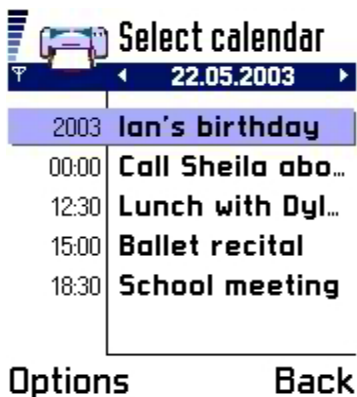 Select calendar
22.05.2003
2003 Ian's birthday
00:00 Call Sheila abo…
12:30 Lunch with Dyl…
15:00 Ballet recital
18:30 School meeting
Options Back